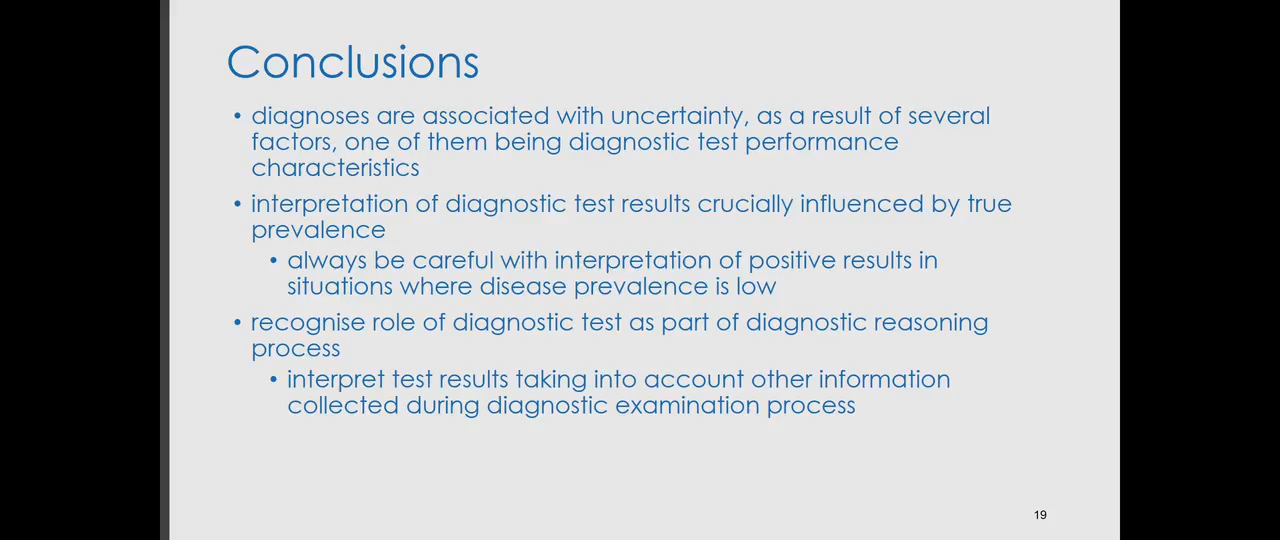 Conclusions
• diagnoses are associated with uncertainty, as a result of several
factors, one of them being diagnostic test performance
characteristics
• interpretation of diagnostic test results crucially influenced by true
prevalence
• always be careful with interpretation of positive results in
situations where disease prevalence is low
• recognise role of diagnostic test as part of diagnostic reasoning
process
• interpret test results taking into account other information
collected during diagnostic examination process
19